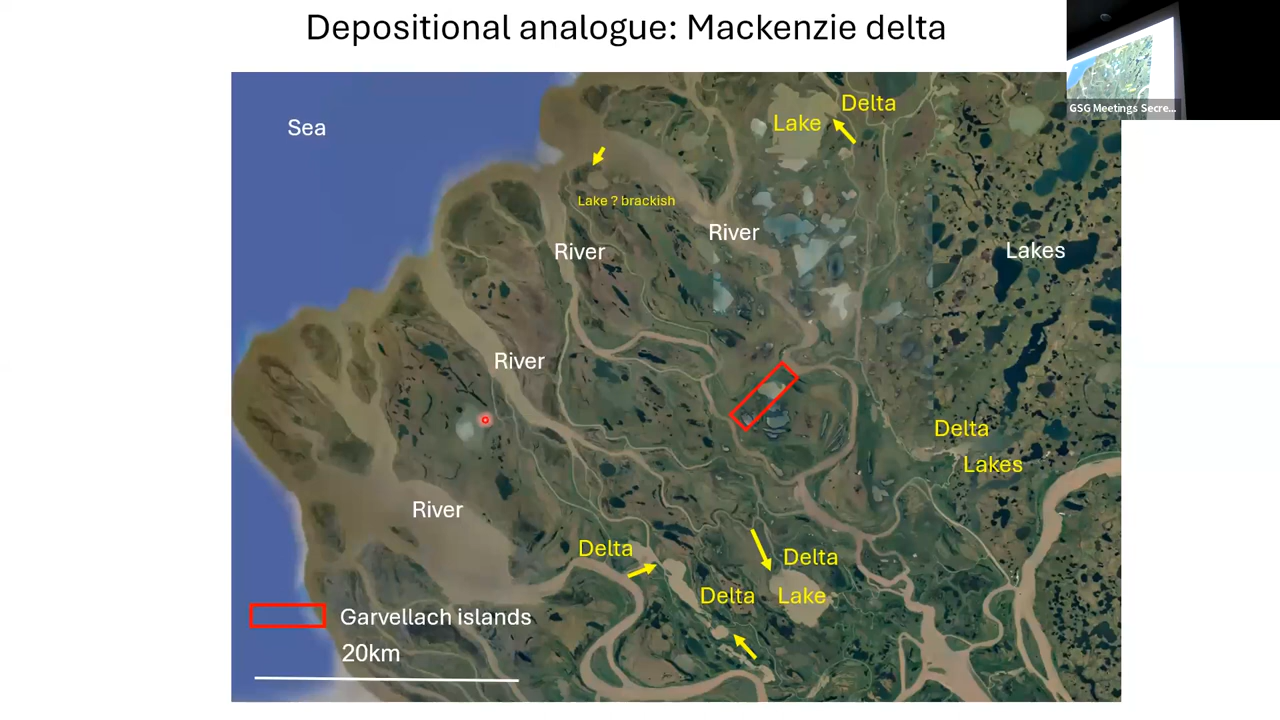 Depositional analogue: Mackenzie delta
GSG Meetings Secre...
Sea
Delta
Lake
Lake ? brackish
River
River
Lakes
River
Delta
Lakes
River
Delta
Delta
Delta
Lake
Garvellach islands
20km